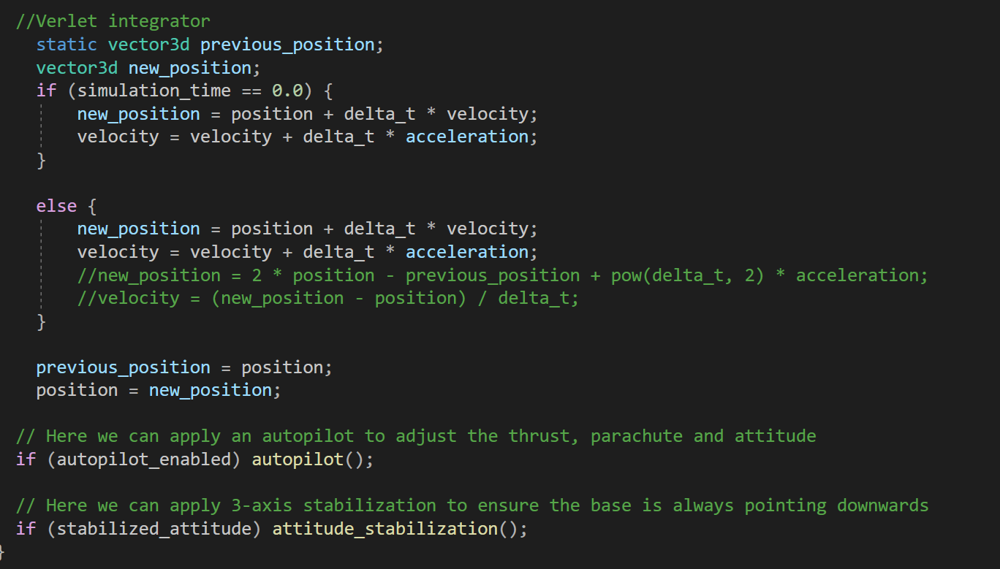 //Verlet integrator
static vector3d previous_position;
vector3d new_position;
if (simulation_time == 0.0) {
new_position = position + delta_t * velocity;
velocity = velocity + delta_t * acceleration;
}
else {
new_position = position + delta_t * velocity;
velocity = velocity + delta_t * acceleration;
//new_position = 2 * position - previous_position + pow(delta_t, 2) * acceleration;
//velocity = (new_position - position) / delta_t;
}
previous_position = position;
position = new_position;
// Here we can apply an autopilot to adjust the thrust, parachute and attitude
if (autopilot_enabled) autopilot();
// Here we can apply 3-axis stabilization to ensure the base is always pointing downwards
if (stabilized_attitude) attitude_stabilization();
}